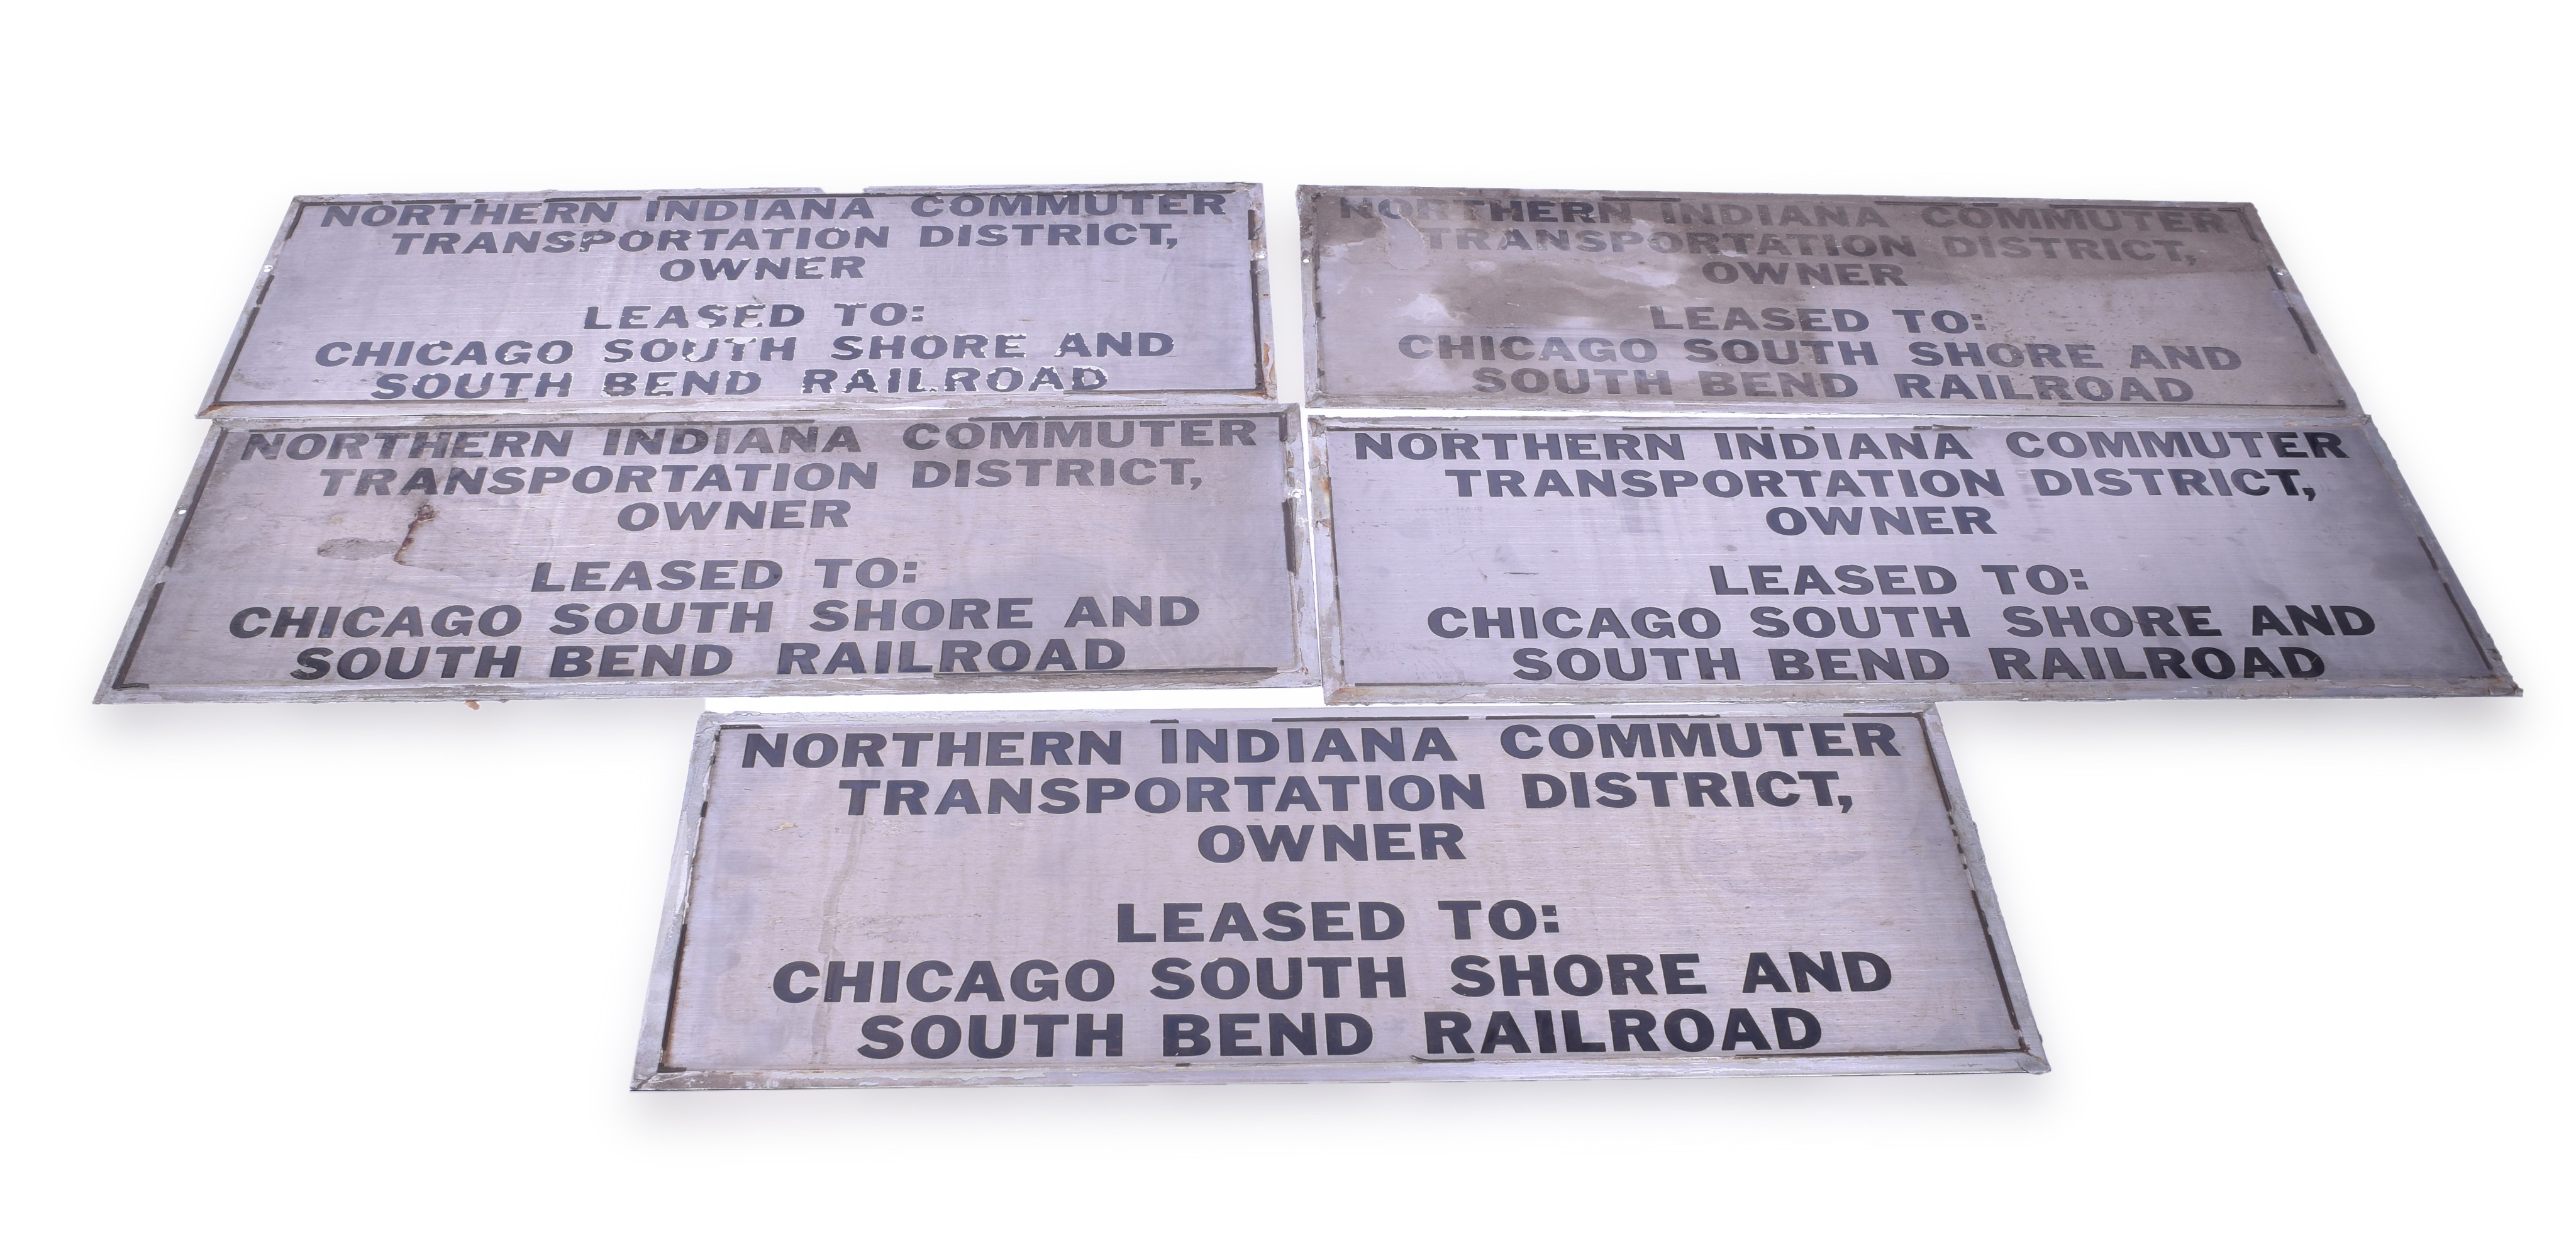 NORTHERN INDIANA COMMUTER
TRANSPORTATION DISTRICT,
OWNER
LEASED TO:
CHICAGO SOUTH SHORE AND
SOUTH BEND RAILROAD
NORTHERN INDIANA COMMUTER
TRANSPORTATION DISTRICT,
OWNER
LEASED TO:
CHICAGO SOUTH SHORE AND
SOUTH BEND RAILROAD
NORTHERN INDIANA COMMUTER
TRANSPORTATION DISTRICT,
OWNER
LEASED TO:
CHICAGO SOUTH SHORE AND
SOUTH BEND RAILROAD
NORTHERN INDIANA COMMUTER
TRANSPORTATION DISTRICT,
OWNER
LEASED TO:
CHICAGO SOUTH SHORE AND
SOUTH BEND RAILROAD
NORTHERN INDIANA COMMUTER
TRANSPORTATION DISTRICT,
OWNER
LEASED TO:
CHICAGO SOUTH SHORE AND
SOUTH BEND RAILROAD